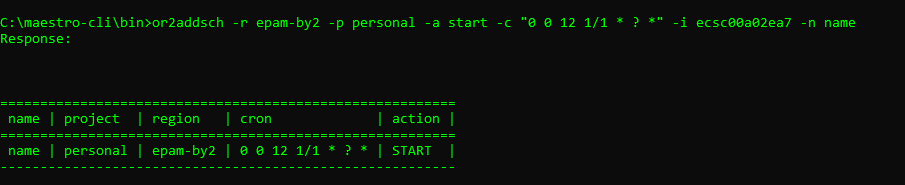 C:\maestro-cli\bin>or2addsch -r epam-by2 -p personal -a start -c "0 0 12 1/1 * ? *" -i ecsc00a02ea7 -n name
Response:
=========================================================
name | project  | region   | cron             | action |
=========================================================
name | personal | epam-by2 | 0 0 12 1/1 * ? * | START  |
---------------------------------------------------------